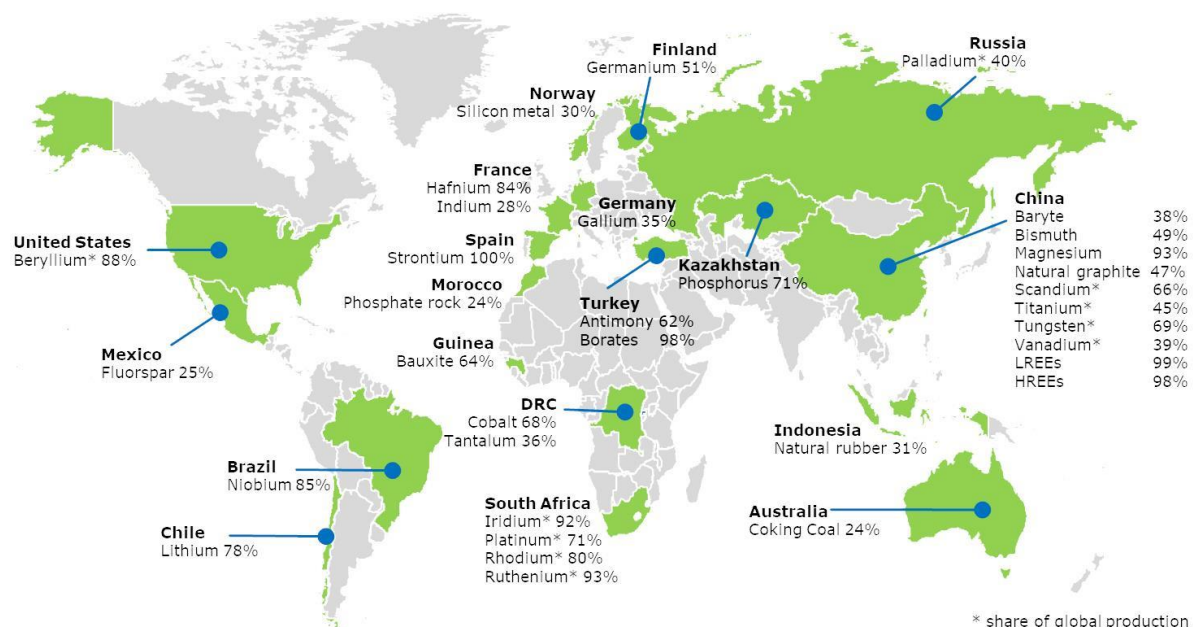 Finland
Germanium 51%
Russia
Palladium* 40%
Norway
Silicon metal 30%
France
Hafnium 84%
Indium 28%
Germany
Gallium 35%
China
Baryte 38%
Bismuth 49%
Magnesium 93%
Natural graphite 47%
Scandium* 66%
Titanium* 45%
Tungsten* 69%
Vanadium* 39%
LREEs 99%
HREEs 98%
United States
Beryllium* 88%
Spain
Strontium 100%
Kazakhstan
Phosphorus 71%
Morocco
Phosphate rock 24%
Turkey
Antimony 62%
Borates 98%
Mexico
Fluorspar 25%
Guinea
Bauxite 64%
DRC
Cobalt 68%
Tantalum 36%
Indonesia
Natural rubber 31%
Brazil
Niobium 85%
South Africa
Iridium* 92%
Platinum* 71%
Rhodium* 80%
Ruthenium* 93%
Australia
Coking Coal 24%
Chile
Lithium 78%
* share of global production